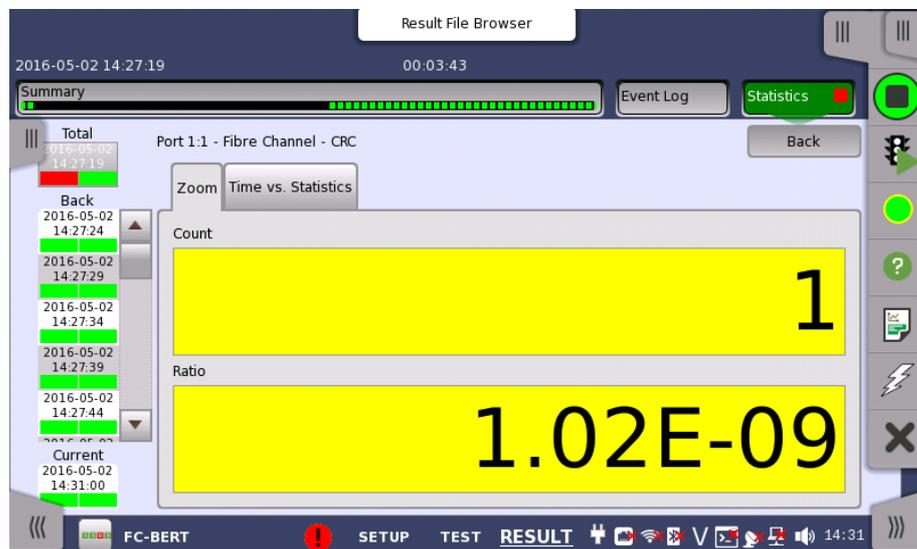 Result File Browser
2016-05-02 14:27:19
00:03:43
Summary
Event Log
Statistics
Total
2016-05-02
14:27:19
Port 1:1 - Fibre Channel - CRC
Back
Back
2016-05-02
14:27:24
2016-05-02
14:27:29
2016-05-02
14:27:34
2016-05-02
14:27:39
2016-05-02
14:27:44
Current
2016-05-02
14:31:00
Zoom
Time vs. Statistics
Count
1
Ratio
1.02E-09
FC-BERT
SETUP
TEST
RESULT
V
14:31